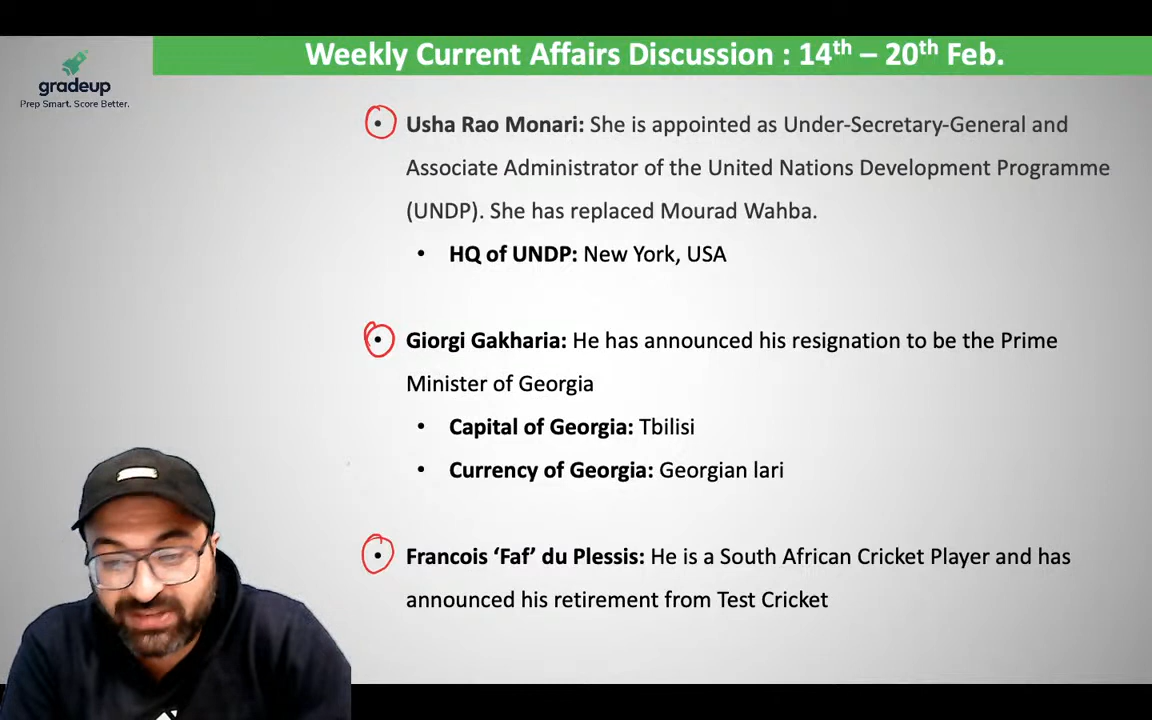 Weekly Current Affairs Discussion : 14th – 20th Feb.
gradeup
Prep Smart. Score Better.
• Usha Rao Monari: She is appointed as Under-Secretary-General and
Associate Administrator of the United Nations Development Programme
(UNDP). She has replaced Mourad Wahba.
• HQ of UNDP: New York, USA
• Giorgi Gakharia: He has announced his resignation to be the Prime
Minister of Georgia
• Capital of Georgia: Tbilisi
• Currency of Georgia: Georgian lari
• Francois ‘Faf’ du Plessis: He is a South African Cricket Player and has
announced his retirement from Test Cricket